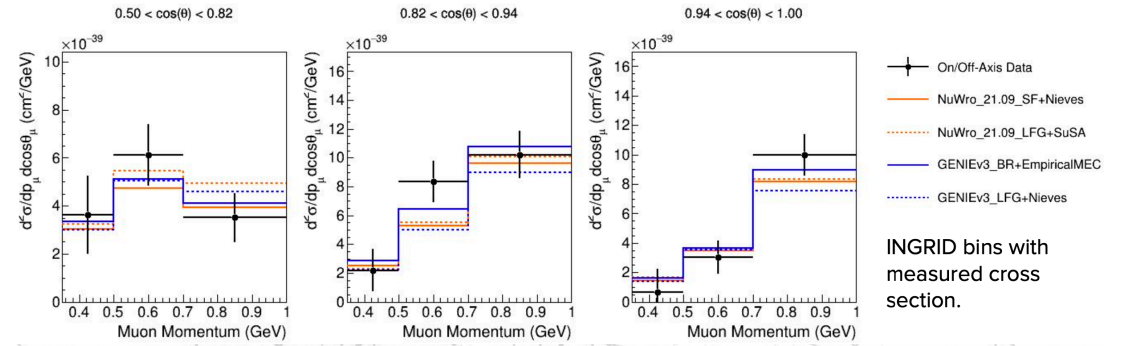 0.50 < cos(θ) < 0.82
0.82 < cos(θ) < 0.94
0.94 < cos(θ) < 1.00
×10⁻³⁹
d²σ/dpμ dcosθμ (cm²/GeV)
10
8
6
4
2
0
0.4 0.5 0.6 0.7 0.8 0.9 1
Muon Momentum (GeV)
×10⁻³⁹
d²σ/dpμ dcosθμ (cm²/GeV)
16
14
12
10
8
6
4
2
0
0.4 0.5 0.6 0.7 0.8 0.9 1
Muon Momentum (GeV)
×10⁻³⁹
d²σ/dpμ dcosθμ (cm²/GeV)
16
14
12
10
8
6
4
2
0
0.4 0.5 0.6 0.7 0.8 0.9 1
Muon Momentum (GeV)
On/Off-Axis Data
NuWro_21.09_SF+Nieves
NuWro_21.09_LFG+SuSA
GENIEv3_BR+EmpiricalMEC
GENIEv3_LFG+Nieves
INGRID bins with
measured cross
section.